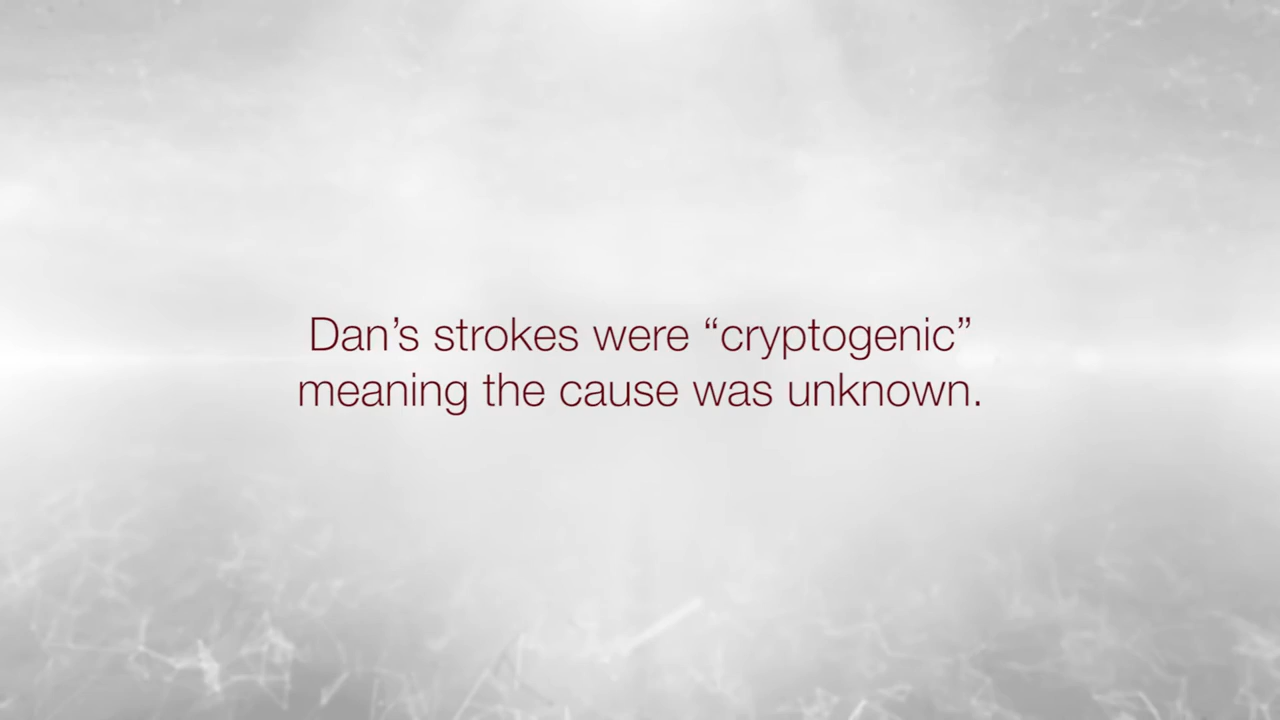 Dan’s strokes were “cryptogenic”
meaning the cause was unknown.